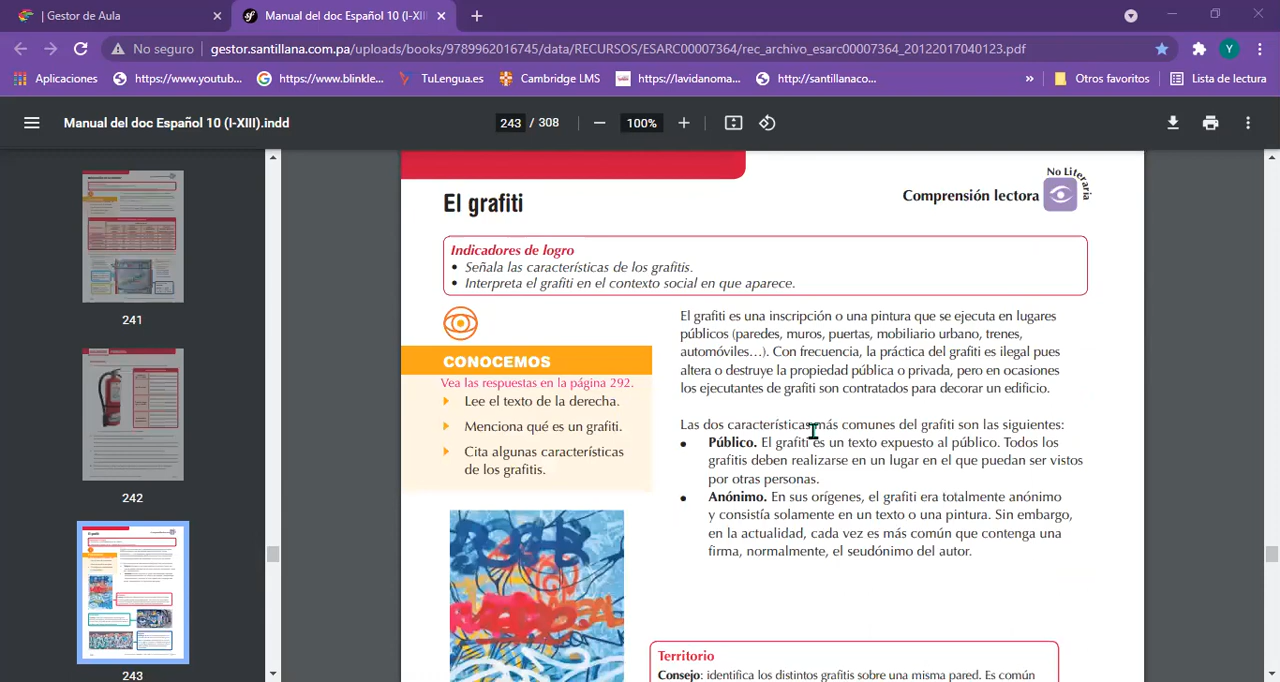 | Gestor de Aula
Manual del doc Español 10 (I-XII
No seguro
gestor.santillana.com.pa/uploads/books/9789962016745/data/RECURSOS/ESARC00007364/rec_archivo_esarc00007364_20122017040123.pdf
Y
Aplicaciones
https://www.youtub...
https://www.blinkle...
TuLengua.es
Cambridge LMS
https://lavidanoma...
http://santillanaco...
»
Otros favoritos
Lista de lectura
Manual del doc Español 10 (I-XIII).indd
243 / 308
100%
241
242
243
El grafiti
No Literaria
Comprensión lectora
Indicadores de logro
• Señala las características de los grafitis.
• Interpreta el grafiti en el contexto social en que aparece.
CONOCEMOS
Vea las respuestas en la página 292.
Lee el texto de la derecha.
Menciona qué es un grafiti.
Cita algunas características
de los grafitis.
El grafiti es una inscripción o una pintura que se ejecuta en lugares
públicos (paredes, muros, puertas, mobiliario urbano, trenes,
automóviles…). Con frecuencia, la práctica del grafiti es ilegal pues
altera o destruye la propiedad pública o privada, pero en ocasiones
los ejecutantes de grafiti son contratados para decorar un edificio.
Las dos características más comunes del grafiti son las siguientes:
• Público. El grafiti es un texto expuesto al público. Todos los
grafitis deben realizarse en un lugar en el que puedan ser vistos
por otras personas.
• Anónimo. En sus orígenes, el grafiti era totalmente anónimo
y consistía solamente en un texto o una pintura. Sin embargo,
en la actualidad, cada vez es más común que contenga una
firma, normalmente, el seudónimo del autor.
Territorio
Consejo: identifica los distintos grafitis sobre una misma pared. Es común